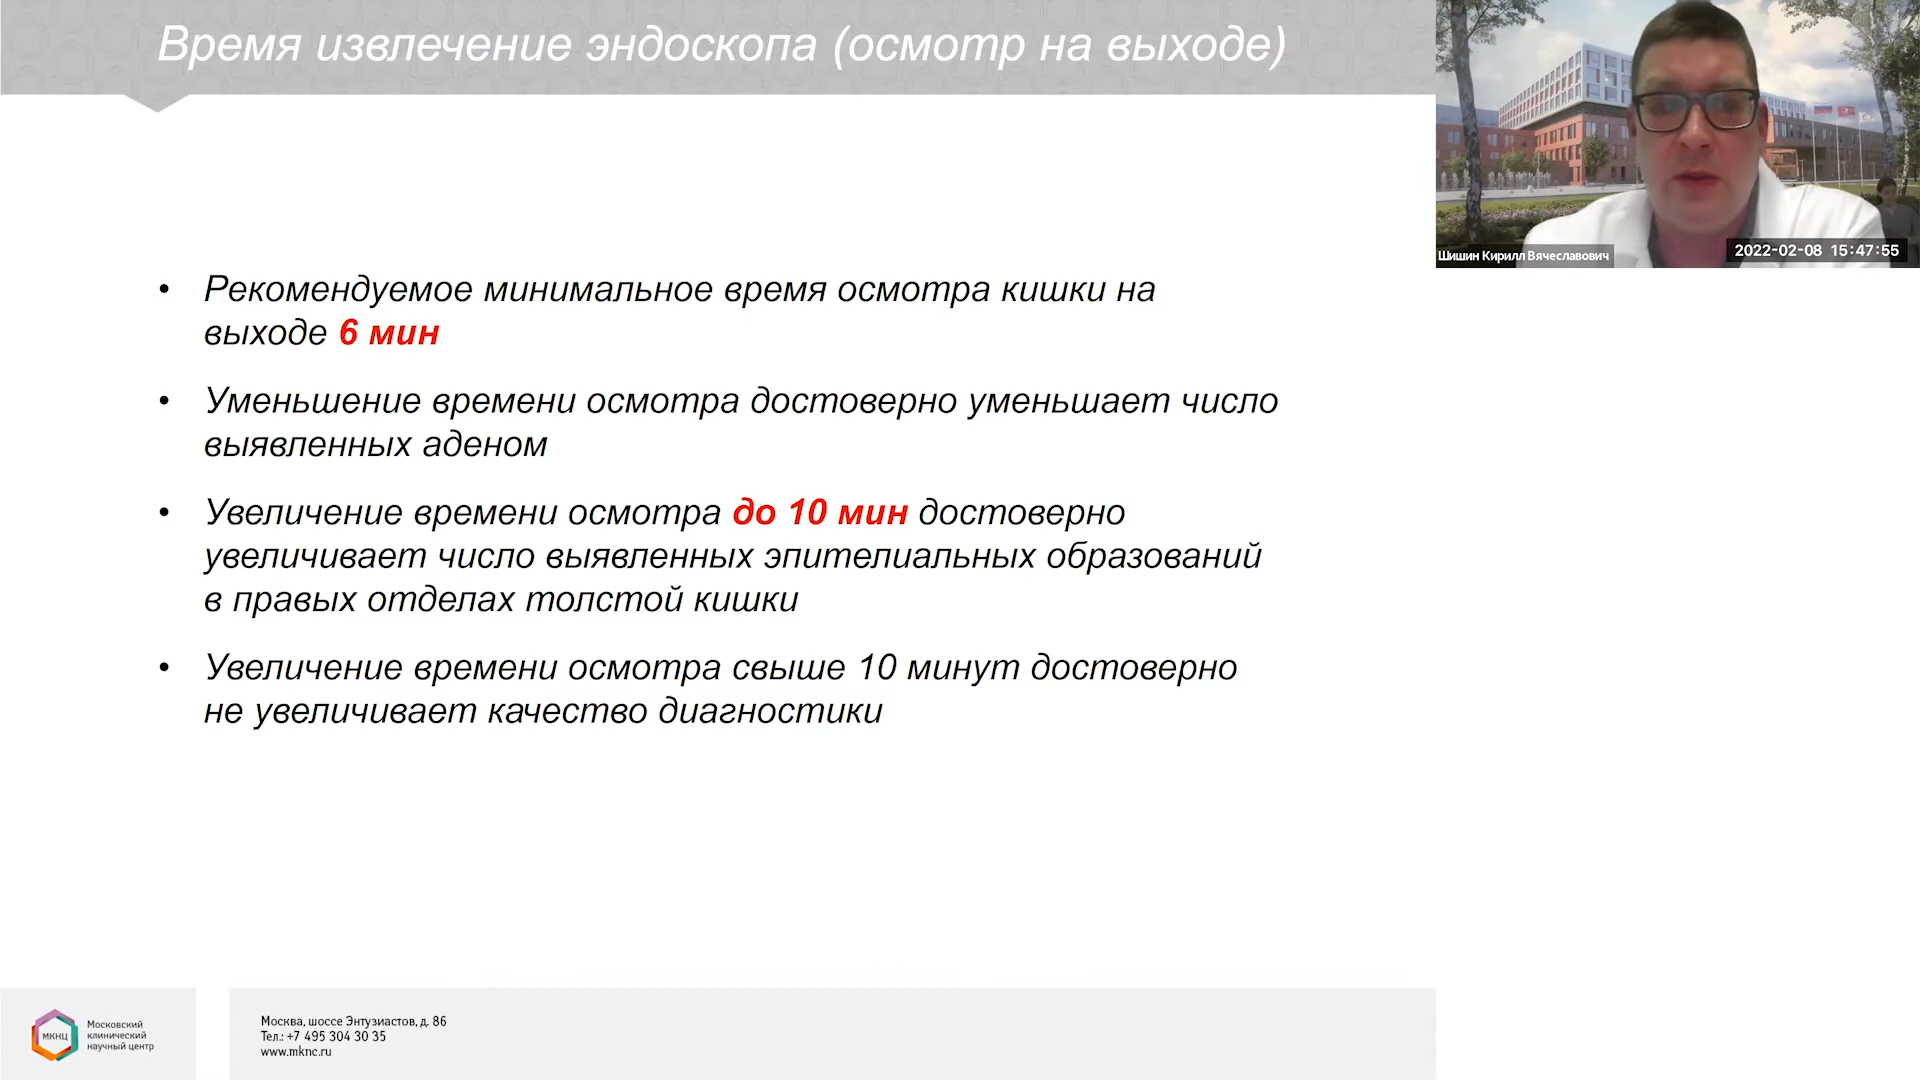 Время извлечение эндоскопа (осмотр на выходе)
Шишин Кирилл Вячеславович
2022-02-08 15:47:55
• Рекомендуемое минимальное время осмотра кишки на
выходе 6 мин
• Уменьшение времени осмотра достоверно уменьшает число
выявленных аденом
• Увеличение времени осмотра до 10 мин достоверно
увеличивает число выявленных эпителиальных образований
в правых отделах толстой кишки
• Увеличение времени осмотра свыше 10 минут достоверно
не увеличивает качество диагностики
МКНЦ
Московский
клинический
научный центр
Москва, шоссе Энтузиастов, д. 86
Тел.: +7 495 304 30 35
www.mknc.ru